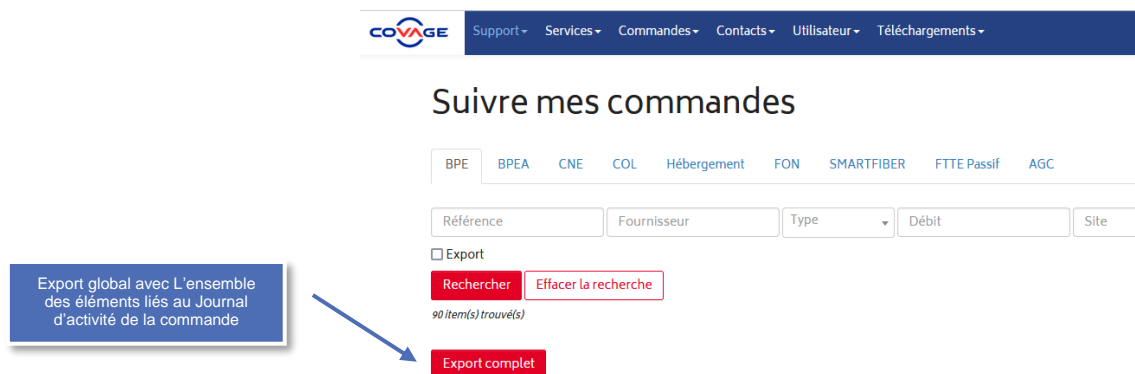 COVAGE Support Services Commandes Contacts Utilisateur Téléchargements
Suivre mes commandes
BPE BPEA CNE COL Hébergement FON SMARTFIBER FTTE Passif AGC
Référence Fournisseur Type Débit Site
Export
Rechercher Effacer la recherche
90 item(s) trouvé(s)
Export global avec L'ensemble
des éléments liés au Journal
d'activité de la commande
Export complet